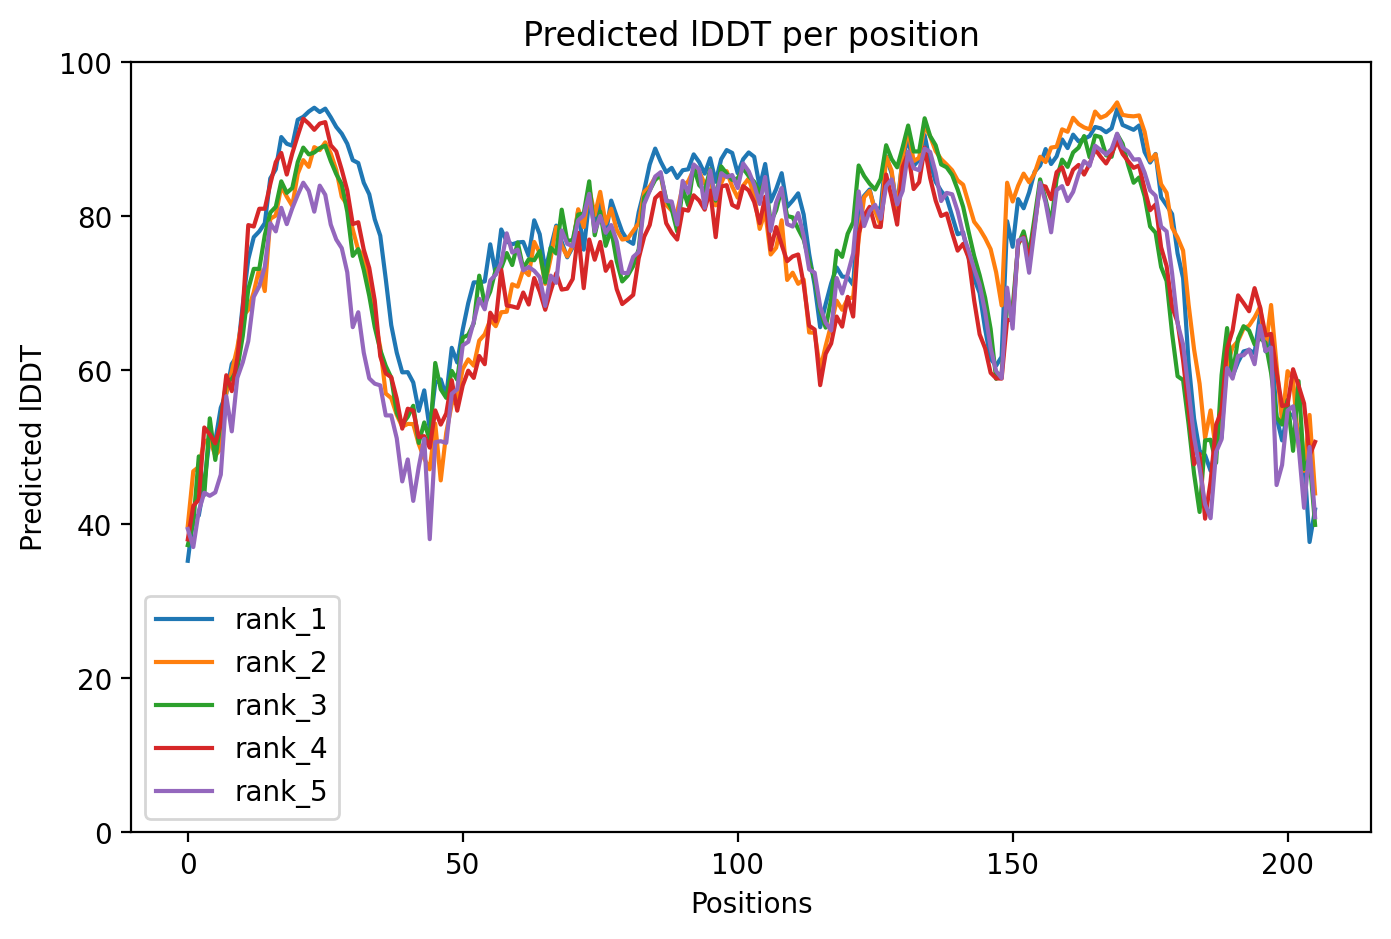 Predicted lDDT per position
100
80
60
40
20
0
Predicted lDDT
0 50 100 150 200
Positions
rank_1
rank_2
rank_3
rank_4
rank_5